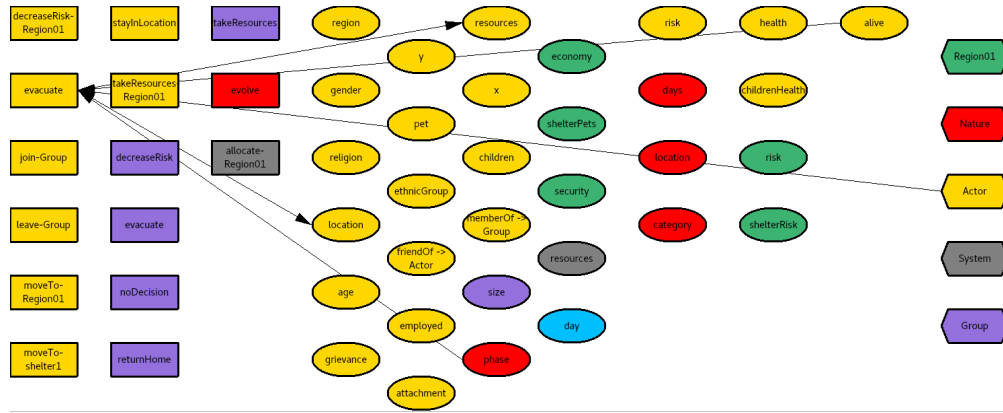 decreaseRisk-
Region01
stayInLocation
takeResources
region
resources
risk
health
alive
y
economy
Region01
evacuate
takeResources
Region01
evolve
gender
x
days
childrenHealth
pet
shelterPets
Nature
join-Group
decreaseRisk
allocate-
Region01
religion
children
location
risk
ethnicGroup
security
Actor
leave-Group
evacuate
location
memberOf ->
Group
category
shelterRisk
friendOf ->
Actor
resources
System
moveTo-
Region01
noDecision
age
size
employed
day
Group
moveTo-
shelter1
returnHome
grievance
phase
attachment